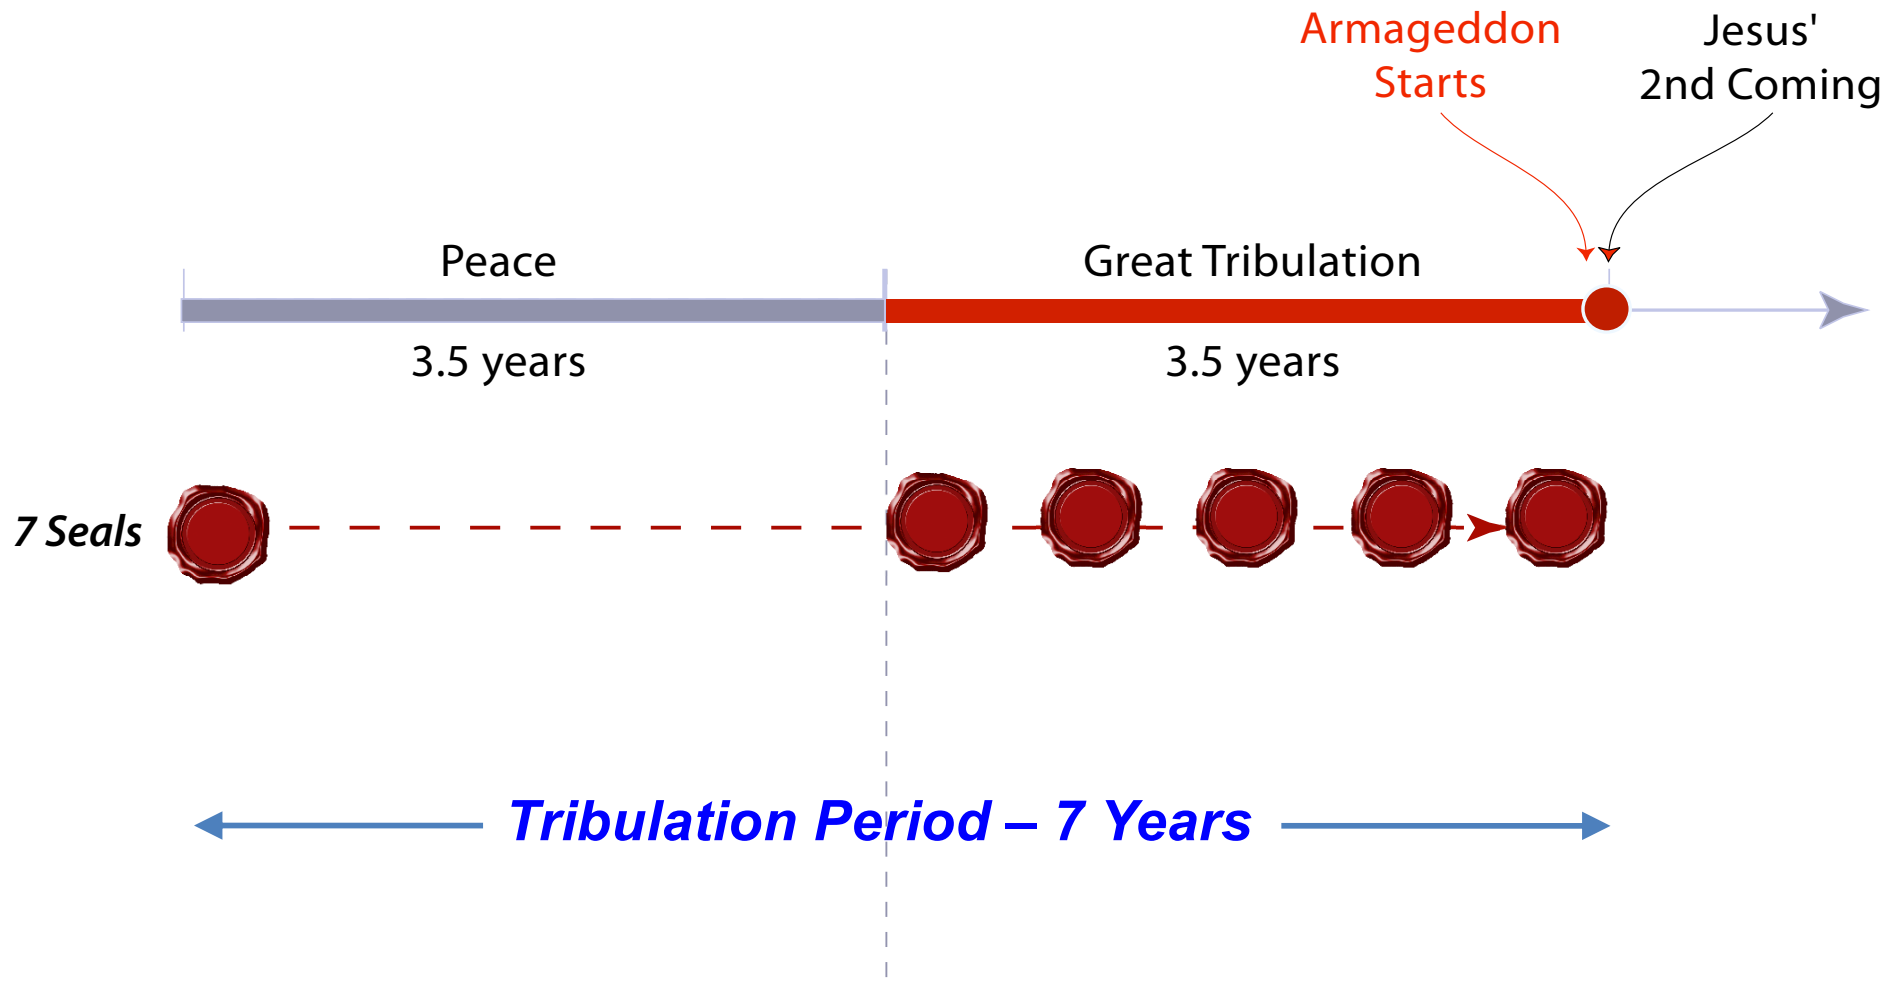 Armageddon
Starts
Jesus'
2nd Coming
Peace
Great Tribulation
3.5 years
3.5 years
7 Seals
Tribulation Period – 7 Years